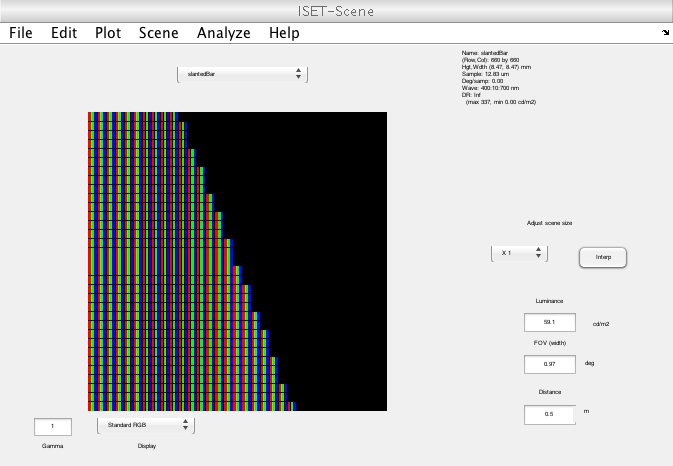 ISET-Scene
File Edit Plot Scene Analyze Help
slantedBar
Name: slantedBar
(Row,Col): 660 by 660
Hgt,Wdth (8.47, 8.47) mm
Sample: 12.83 um
Deg/samp: 0.00
Wave: 400:10:700 nm
DR: Inf
(max 337, min 0.00 cd/m2)
Adjust scene size
X 1
Interp
Luminance
59.1 cd/m2
FOV (width)
0.97 deg
Distance
0.5 m
1
Standard RGB
Gamma
Display